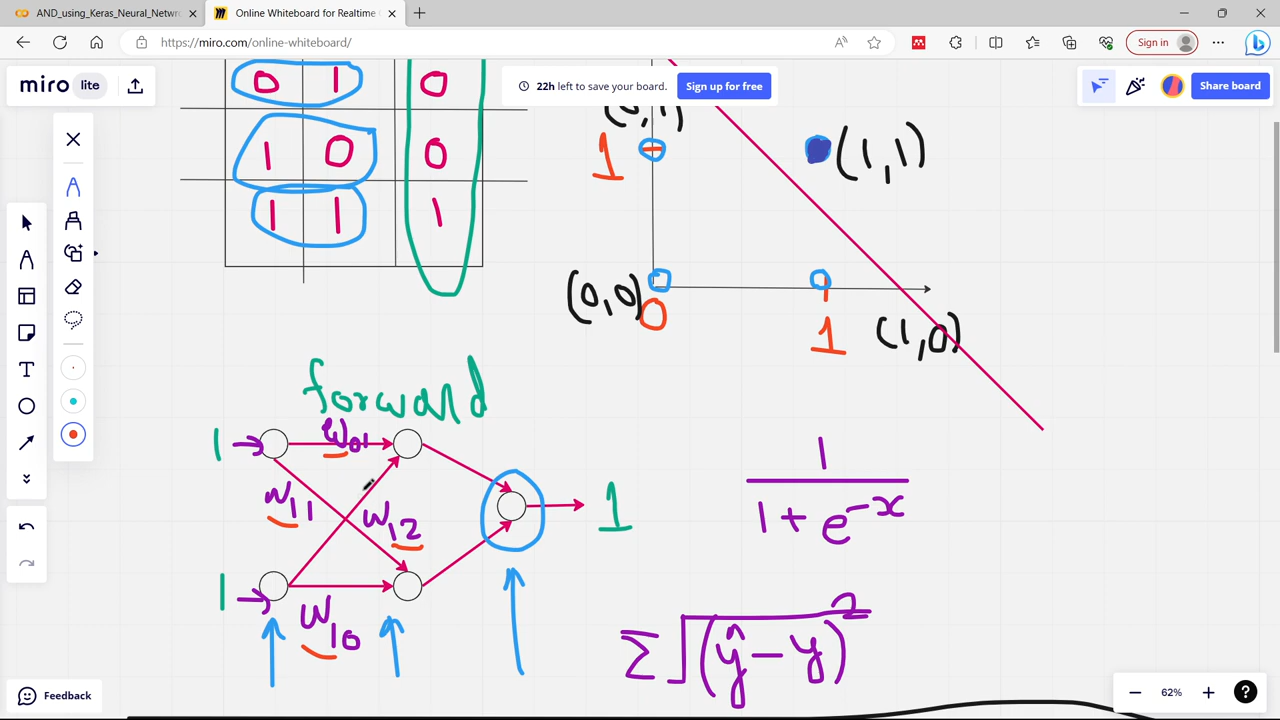 AND_using_Keras_Neural_Netwo
Online Whiteboard for Realtime
https://miro.com/online-whiteboard/
Sign in
miro lite
22h left to save your board.
Sign up for free
Share board
0 1 0
1 0 0
1 1 1
(0,1)
1
(1,1)
(0,0)
0
1
(1,0)
forward
1
W01
W11
W12
1
1
W10
1
1 + e^-x
Σ√(ŷ - y)²
Feedback
62%